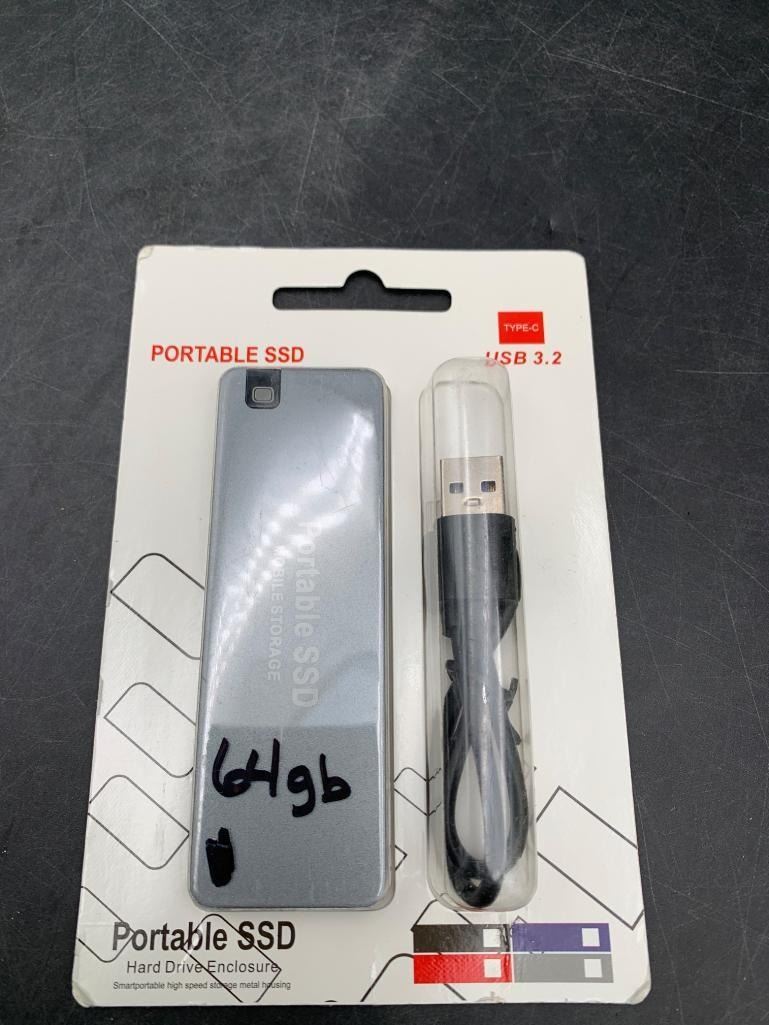 TYPE-C
PORTABLE SSD
USB 3.2
Portable SSD
MOBILE STORAGE
64gb
Portable SSD
Hard Drive Enclosure
Smartportable high speed storage metal housing